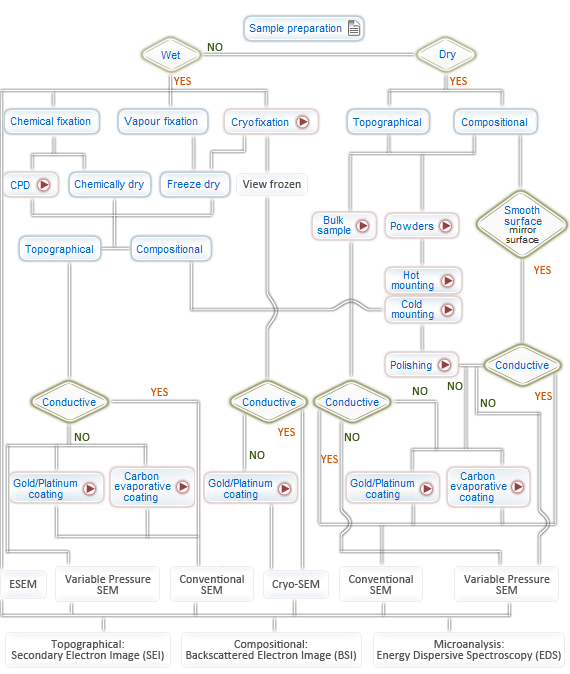 Sample preparation
NO
Wet
Dry
YES
YES
Chemical fixation
Vapour fixation
Cryofixation
Topographical
Compositional
CPD
Chemically dry
Freeze dry
View frozen
Bulk
sample
Powders
Smooth
surface
mirror
surface
Topographical
Compositional
YES
Hot
mounting
Cold
mounting
Polishing
Conductive
NO
NO
YES
NO
YES
Conductive
Conductive
Conductive
NO
YES
NO
YES
NO
Gold/Platinum
coating
Carbon
evaporative
coating
Gold/Platinum
coating
Gold/Platinum
coating
Carbon
evaporative
coating
ESEM
Variable Pressure
SEM
Conventional
SEM
Cryo-SEM
Conventional
SEM
Variable Pressure
SEM
Topographical:
Secondary Electron Image (SEI)
Compositional:
Backscattered Electron Image (BSI)
Microanalysis:
Energy Dispersive Spectroscopy (EDS)